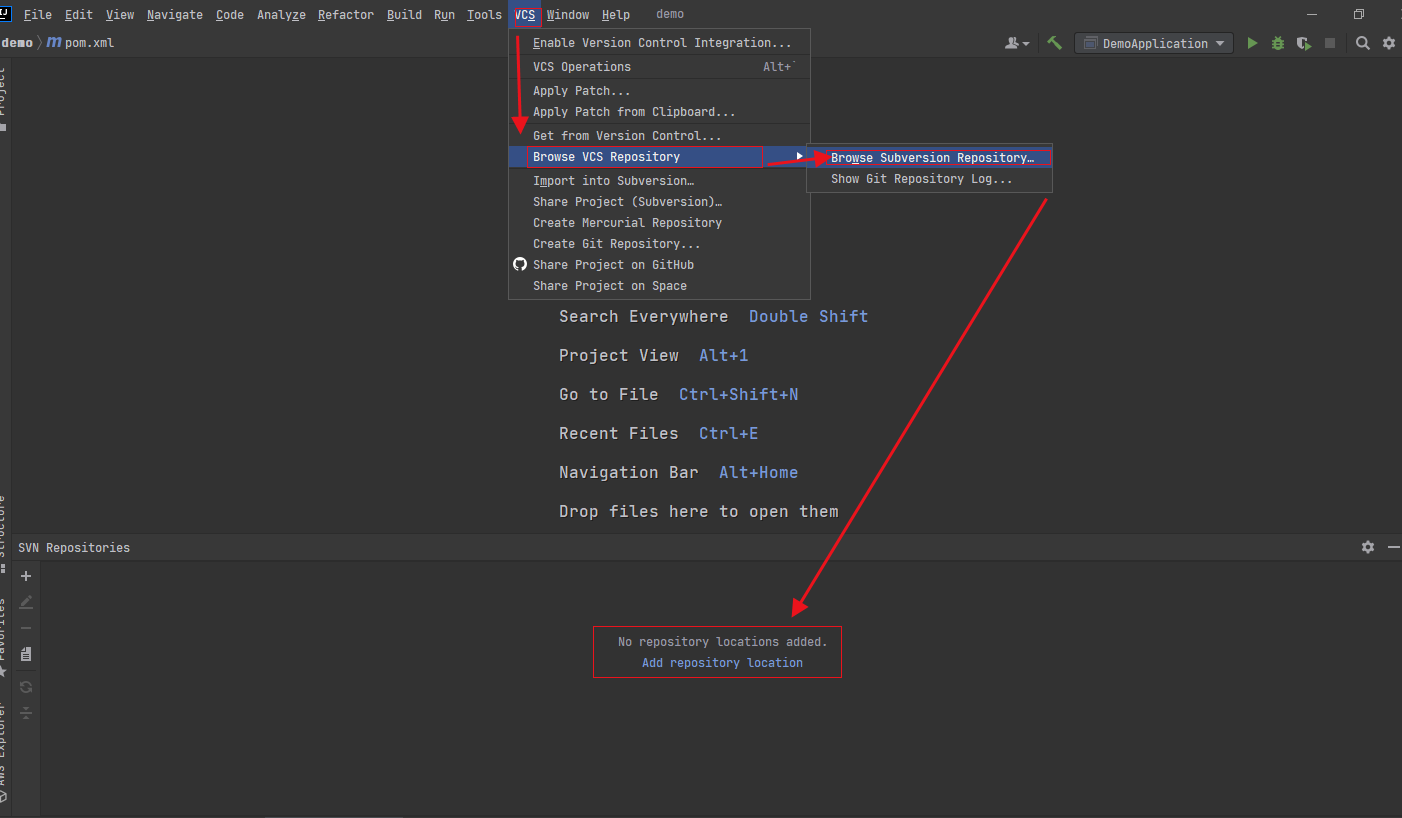 File Edit View Navigate Code Analyze Refactor Build Run Tools VCS Window Help demo
demo pom.xml
DemoApplication
Project
Enable Version Control Integration...
VCS Operations Alt+`
Apply Patch...
Apply Patch from Clipboard...
Get from Version Control...
Browse VCS Repository
Browse Subversion Repository…
Show Git Repository Log...
Import into Subversion…
Share Project (Subversion)…
Create Mercurial Repository
Create Git Repository...
Share Project on GitHub
Share Project on Space
Search Everywhere Double Shift
Project View Alt+1
Go to File Ctrl+Shift+N
Recent Files Ctrl+E
Navigation Bar Alt+Home
Drop files here to open them
Structure
SVN Repositories
Favorites
No repository locations added.
Add repository location
AWS Explorer